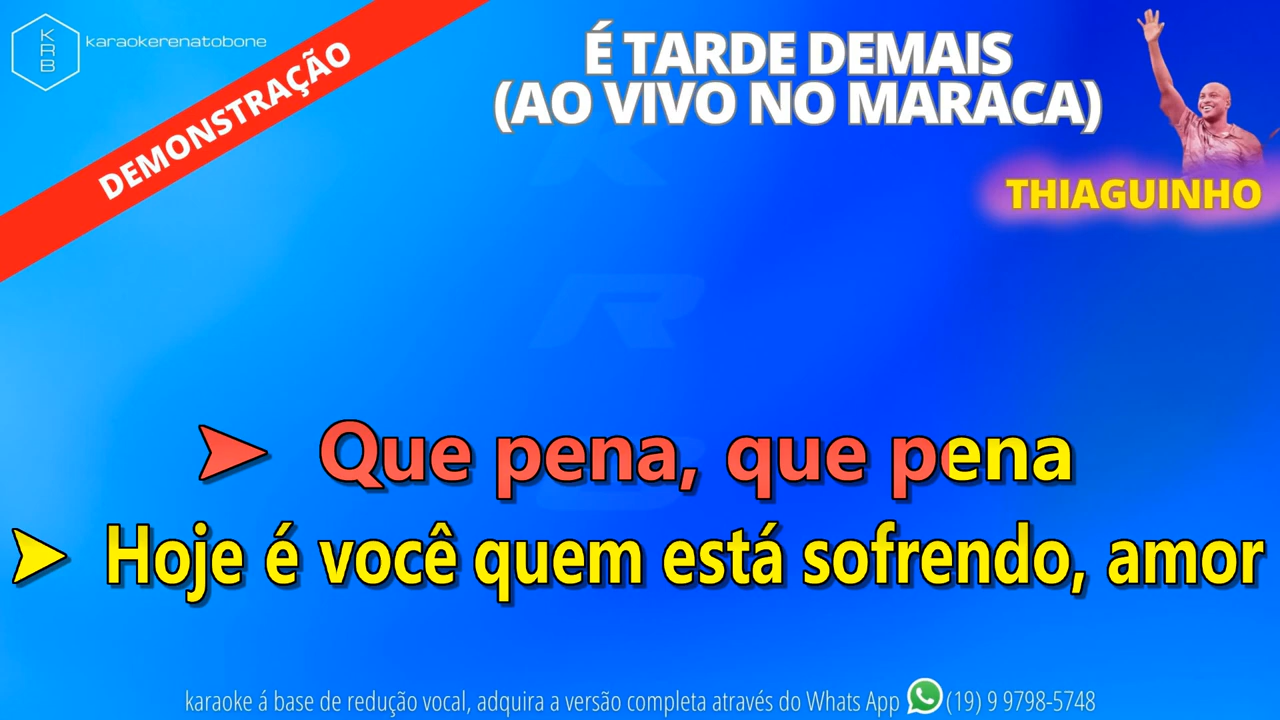 KRB
karaokerenatobone
DEMONSTRAÇÃO
É TARDE DEMAIS
(AO VIVO NO MARACA)
THIAGUINHO
K
R
B
➤ Que pena, que pena
➤ Hoje é você quem está sofrendo, amor
karaoke á base de redução vocal, adquira a versão completa através do Whats App (19) 9 9798-5748